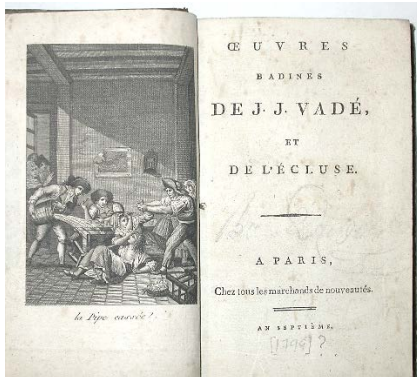 la Pipe cassée!
ŒUVRES
BADINES
DE J. J. VADÉ,
ET
DE L'ÉCLUSE.
A PARIS,
Chez tous les marchands de nouveautés.
AN SEPTIÈME.
[1796]?